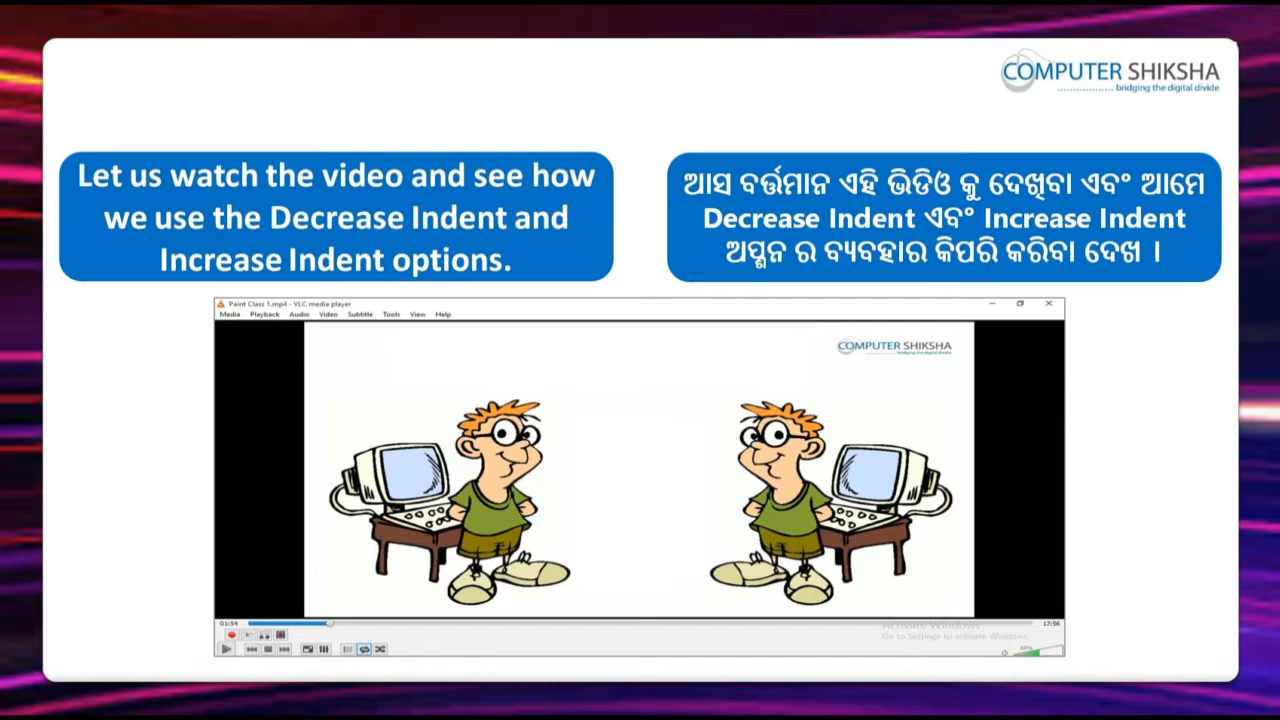 COMPUTER SHIKSHA
bridging the digital divide
Let us watch the video and see how
we use the Decrease Indent and
Increase Indent options.
ଆସ ବର୍ତ୍ତମାନ ଏହି ଭିଡିଓ କୁ ଦେଖିବା ଏବଂ ଆମେ
Decrease Indent ଏବଂ Increase Indent
ଅପ୍ସନ ର ବ୍ୟବହାର କିପରି କରିବା ଦେଖ ।
Paint Class 1.mp4 - VLC media player
Media Playback Audio Video Subtitle Tools View Help
COMPUTER SHIKSHA
bridging the digital divide
01:54
17:56
Activate Windows
Go to Settings to activate Windows.